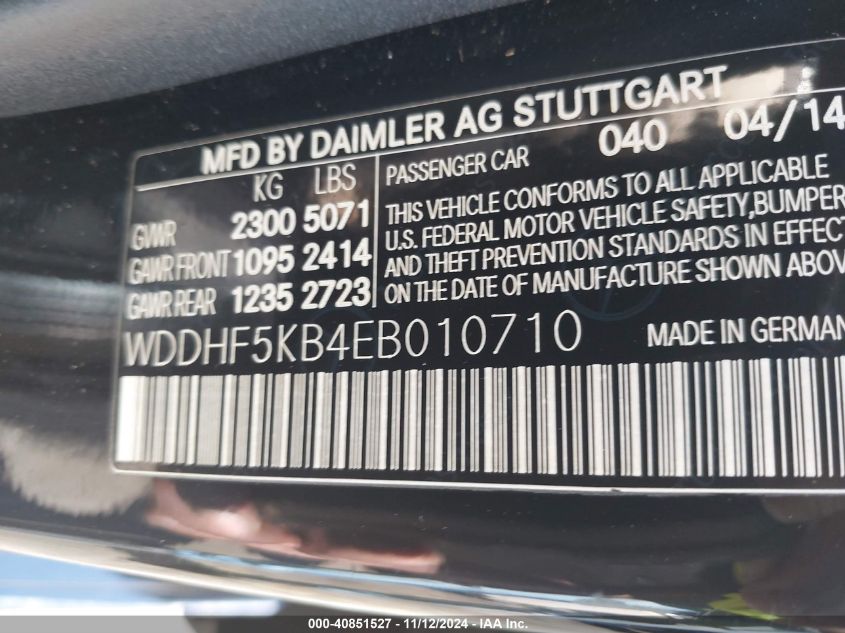 MFD BY DAIMLER AG STUTTGART
KG LBS
GVWR 2300 5071
GAWR FRONT 1095 2414
GAWR REAR 1235 2723
PASSENGER CAR 040 04/14
THIS VEHICLE CONFORMS TO ALL APPLICABLE
U.S. FEDERAL MOTOR VEHICLE SAFETY,BUMPER
AND THEFT PREVENTION STANDARDS IN EFFECT
ON THE DATE OF MANUFACTURE SHOWN ABOV
WDDHF5KB4EB010710
MADE IN GERMAN
000-40851527 - 11/12/2024 - IAA Inc.